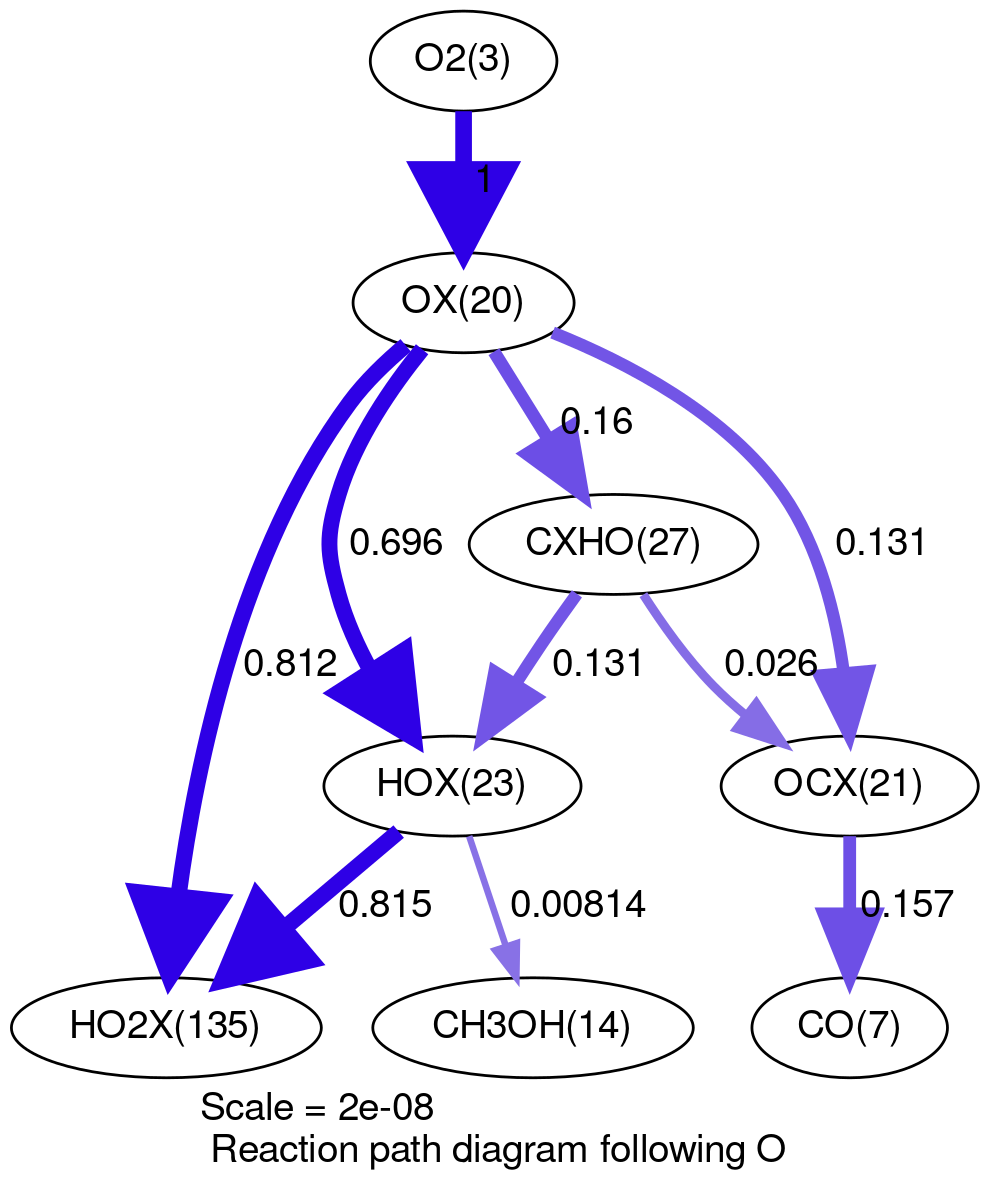 O2(3)
1
OX(20)
0.16
0.696
CXHO(27)
0.131
0.812
0.131
0.026
HOX(23)
OCX(21)
0.815
0.00814
0.157
HO2X(135)
CH3OH(14)
CO(7)
Scale = 2e-08
Reaction path diagram following O